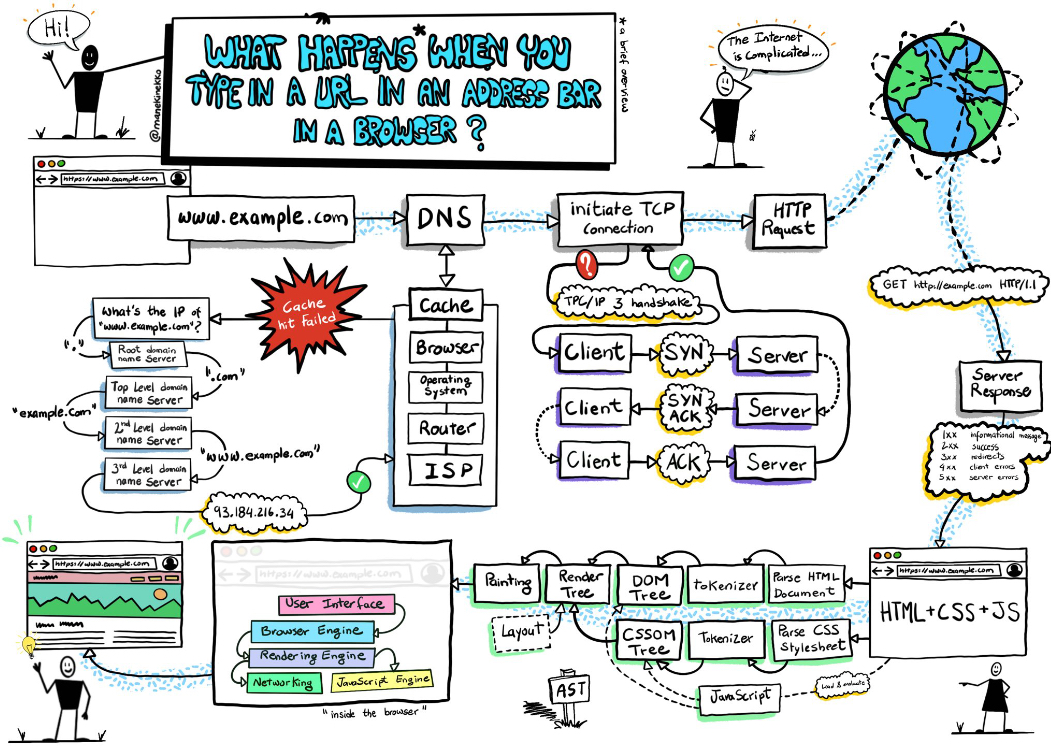 Hi!
WHAT HAPPENS* WHEN YOU
TYPE IN A URL IN AN ADDRESS BAR
IN A BROWSER ?
@manekinekko
* a brief overview
The Internet
is Complicated...
https://www.example.com
www.example.com
DNS
initiate TCP
Connection
HTTP
Request
Cache
hit Failed
What's the IP of
"www.example.com"?
"."
Root domain
name Server
".com"
Top Level domain
name Server
"example.com"
2nd Level domain
name Server
"www.example.com"
3rd Level domain
name Server
93.184.216.34
Cache
Browser
Operating
System
Router
ISP
?
TPC/IP 3 handshake
Client
SYN
Server
Client
SYN
ACK
Server
Client
ACK
Server
GET http://example.com HTTP/1.1
Server
Response
1xx informational message
2xx success
3xx redirects
4xx client errors
5xx server errors
https://www.example.com
HTML+CSS+JS
Parse HTML
Document
tokenizer
DOM
Tree
Render
Tree
Painting
Layout
Parse CSS
Stylesheet
Tokenizer
CSSOM
Tree
JavaScript
Load & evaluate
AST
https://www.example.com
User Interface
Browser Engine
Rendering Engine
Networking
JavaScript Engine
"inside the browser"
https://www.example.com